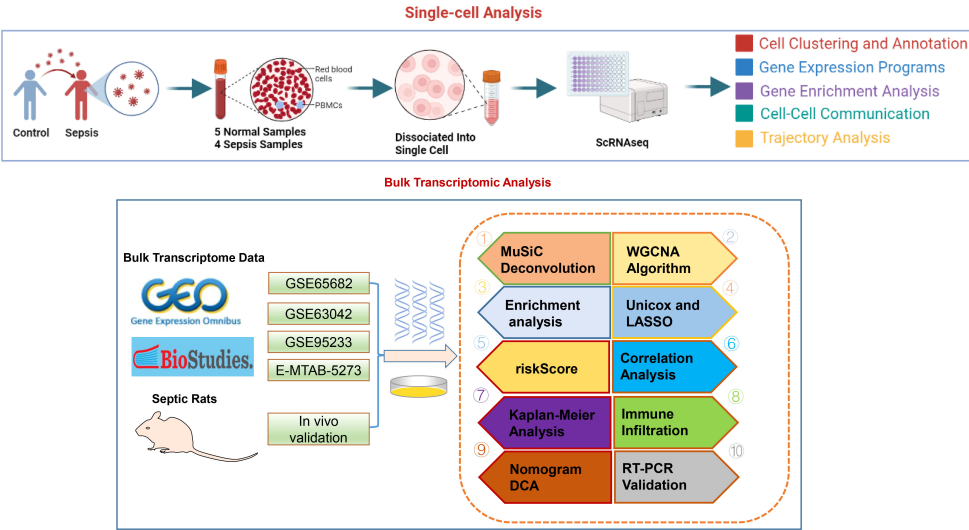 Single-cell Analysis
Control
Sepsis
Red blood
cells
PBMCs
5 Normal Samples
4 Sepsis Samples
Dissociated Into
Single Cell
ScRNAseq
Cell Clustering and Annotation
Gene Expression Programs
Gene Enrichment Analysis
Cell-Cell Communication
Trajectory Analysis
Bulk Transcriptomic Analysis
Bulk Transcriptome Data
GEO
Gene Expression Omnibus
BioStudies.
Septic Rats
GSE65682
GSE63042
GSE95233
E-MTAB-5273
In vivo
validation
①
MuSiC
Deconvolution
②
WGCNA
Algorithm
③
Enrichment
analysis
④
Unicox and
LASSO
⑤
riskScore
⑥
Correlation
Analysis
⑦
Kaplan-Meier
Analysis
⑧
Immune
Infiltration
⑨
Nomogram
DCA
⑩
RT-PCR
Validation